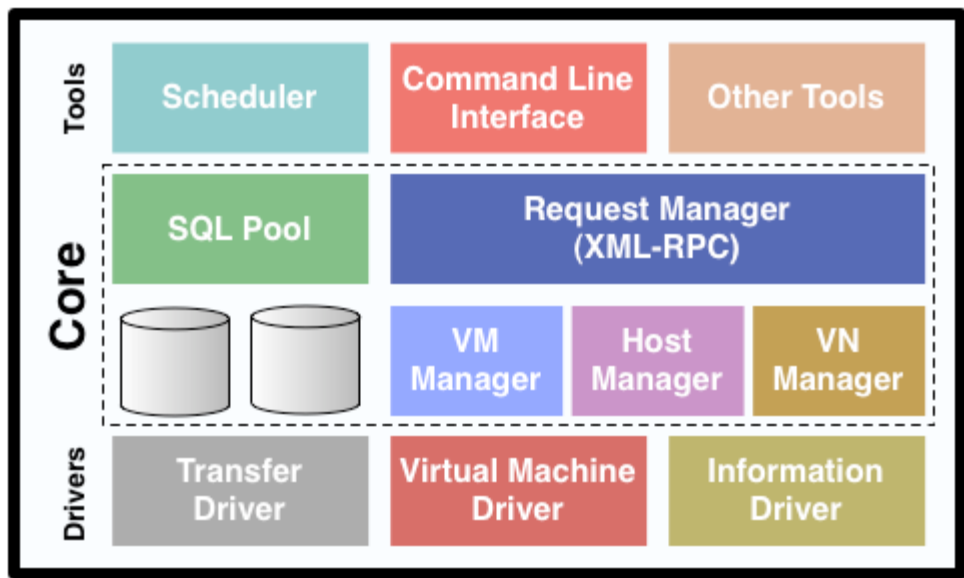 Tools
Scheduler
Command Line
Interface
Other Tools
Core
SQL Pool
Request Manager
(XML-RPC)
VM
Manager
Host
Manager
VN
Manager
Drivers
Transfer
Driver
Virtual Machine
Driver
Information
Driver